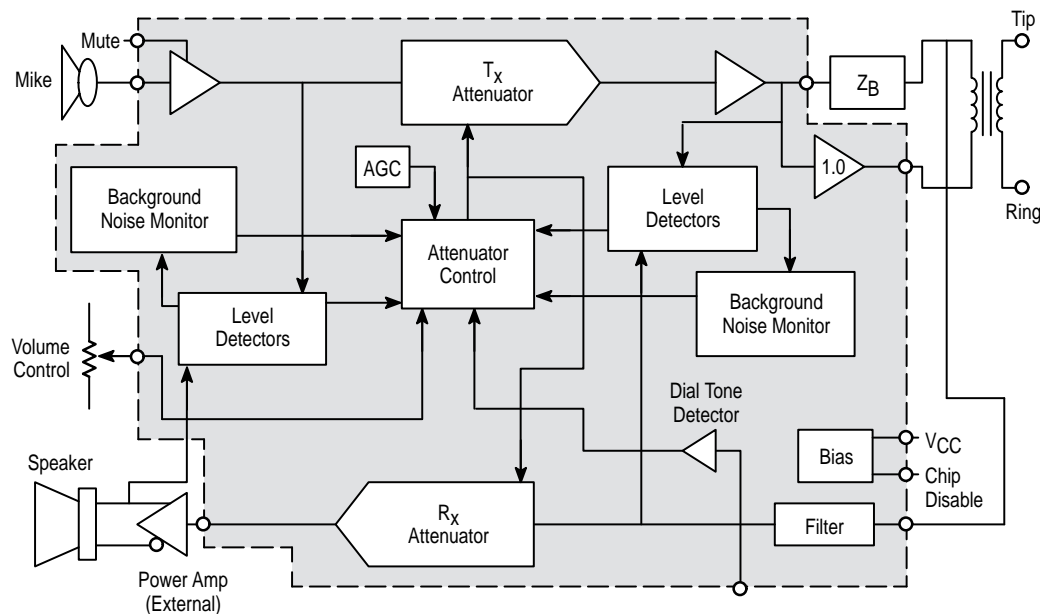 Tip
Mute
Mike
Tx
Attenuator
ZB
1.0
AGC
Background
Noise Monitor
Level
Detectors
Ring
Attenuator
Control
Level
Detectors
Background
Noise Monitor
Volume
Control
Dial Tone
Detector
Speaker
Bias
VCC
Chip
Disable
Rx
Attenuator
Filter
Power Amp
(External)